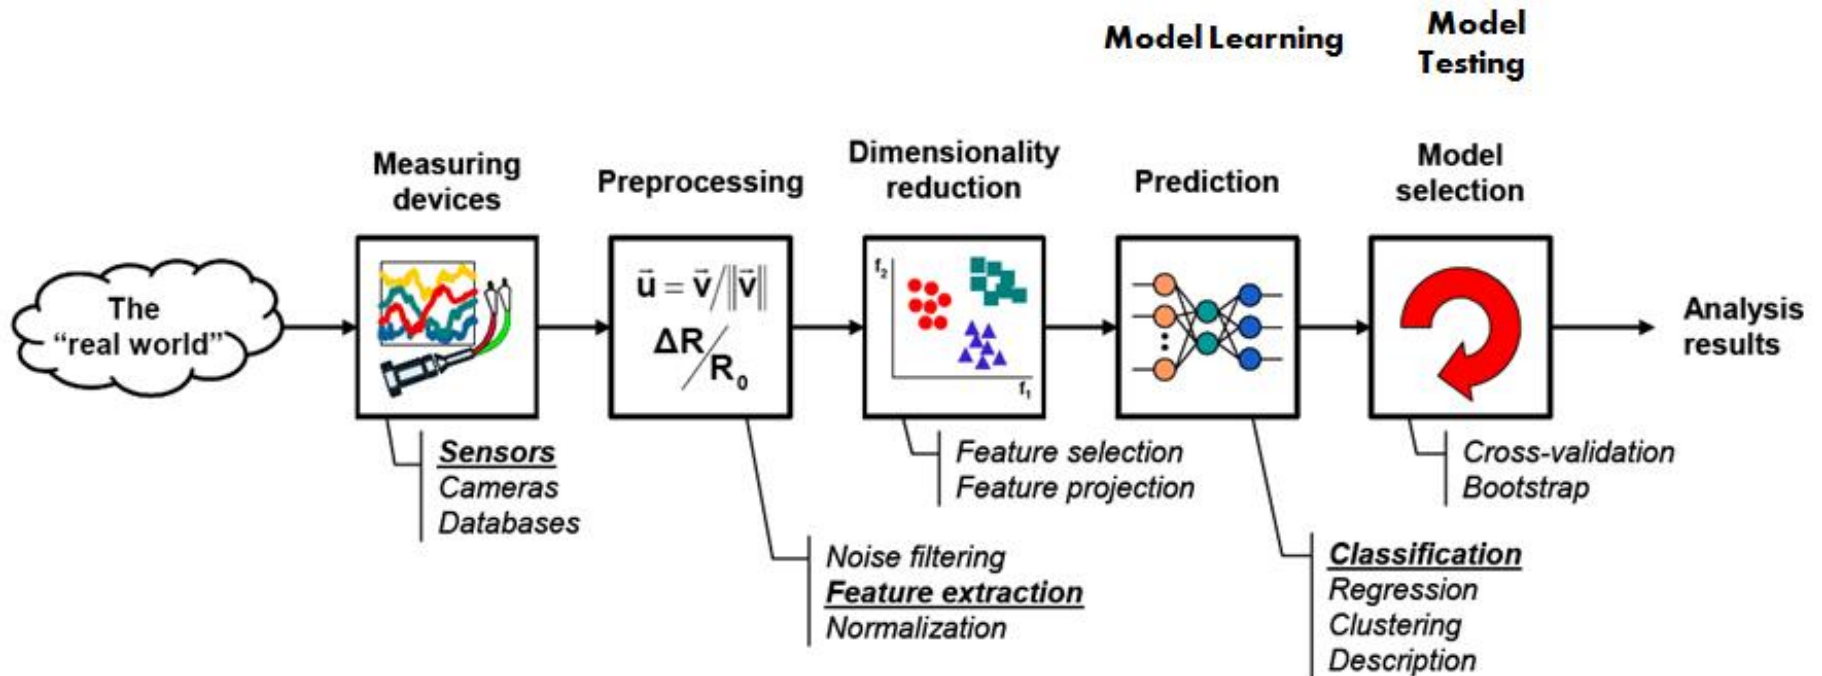 Model Learning
Model
Testing
Measuring
devices
Preprocessing
Dimensionality
reduction
Prediction
Model
selection
The
“real world”
u⃗ = v⃗/‖v⃗‖
ΔR/R₀
f₂
f₁
Analysis
results
Sensors
Cameras
Databases
Noise filtering
Feature extraction
Normalization
Feature selection
Feature projection
Classification
Regression
Clustering
Description
Cross-validation
Bootstrap